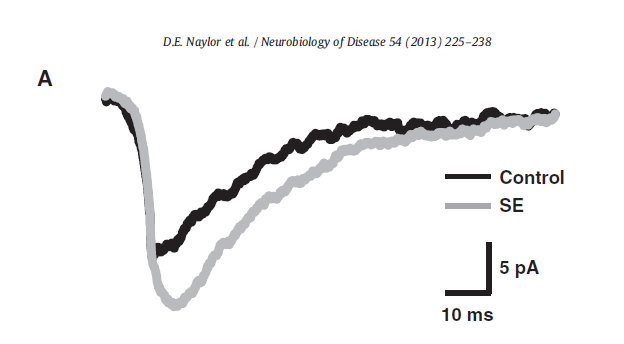 D.E. Naylor et al. / Neurobiology of Disease 54 (2013) 225–238
A
Control
SE
5 pA
10 ms